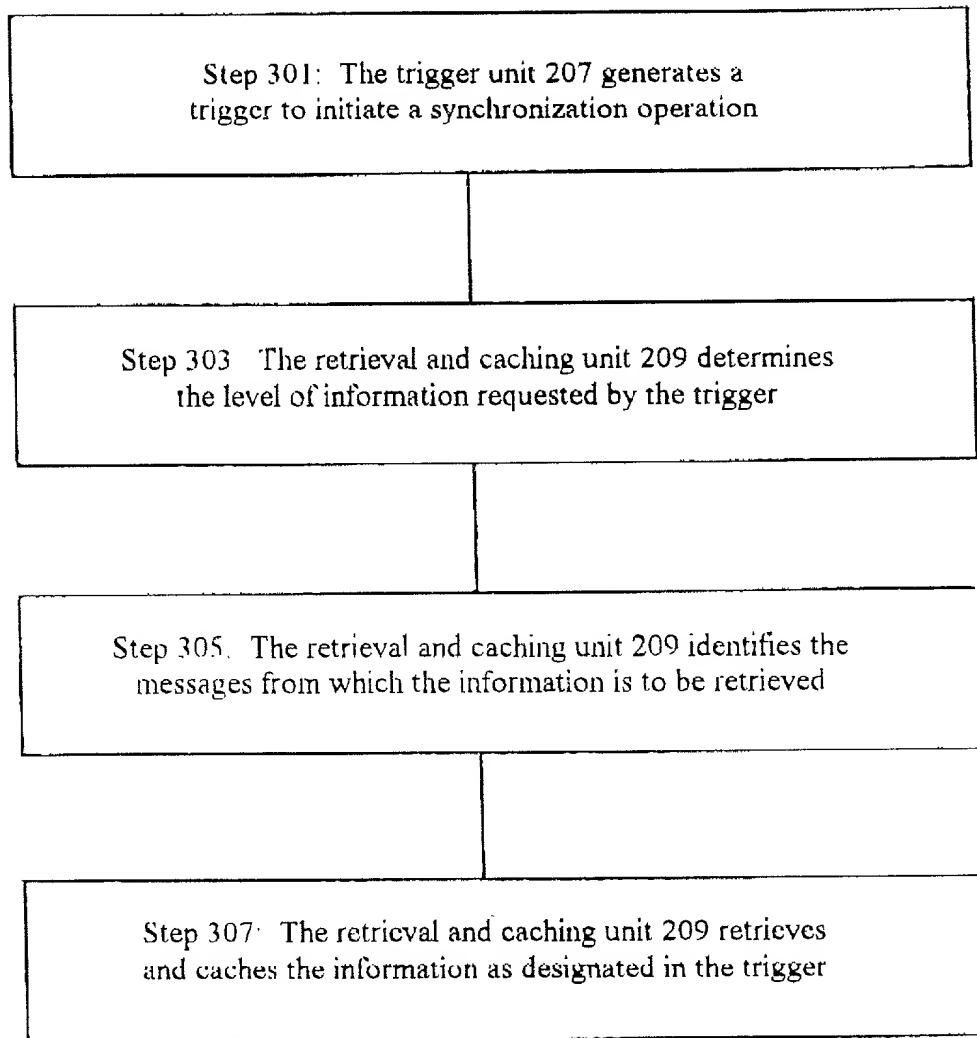 Step 301: The trigger unit 207 generates a
trigger to initiate a synchronization operation
Step 303 The retrieval and caching unit 209 determines
the level of information requested by the trigger
Step 305. The retrieval and caching unit 209 identifies the
messages from which the information is to be retrieved
Step 307: The retrieval and caching unit 209 retrieves
and caches the information as designated in the trigger